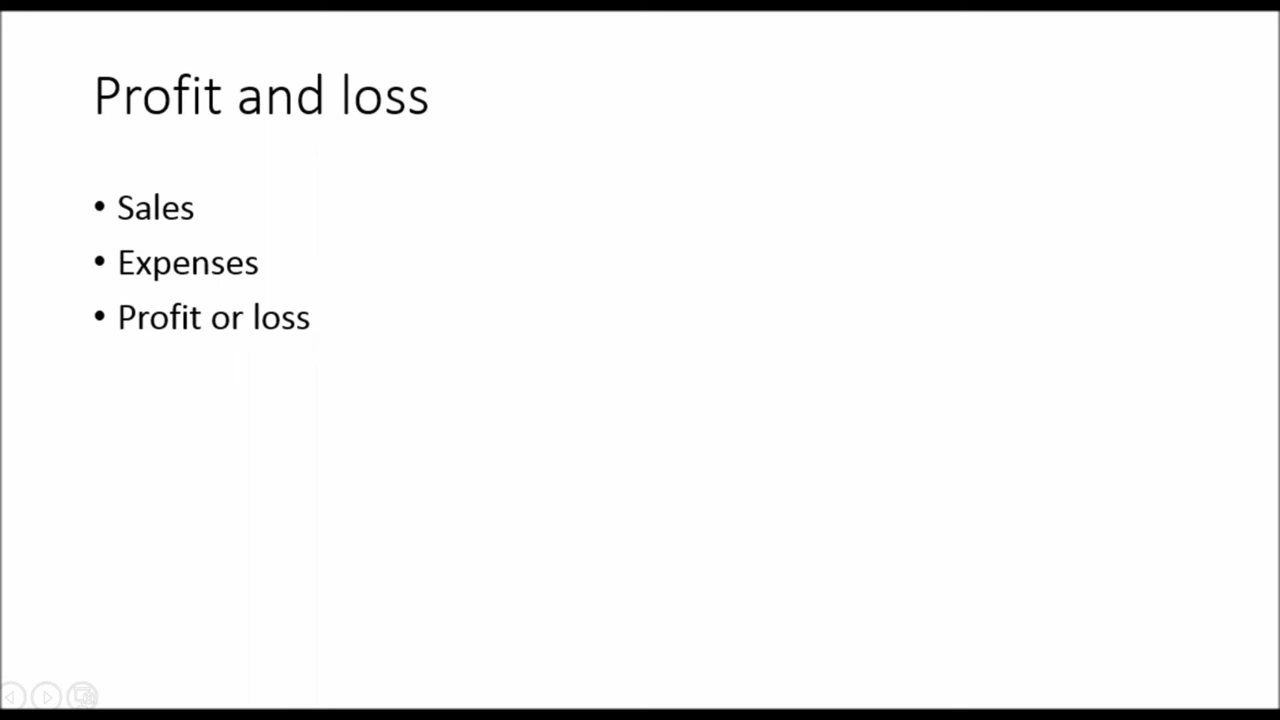 Profit and loss
• Sales
• Expenses
• Profit or loss